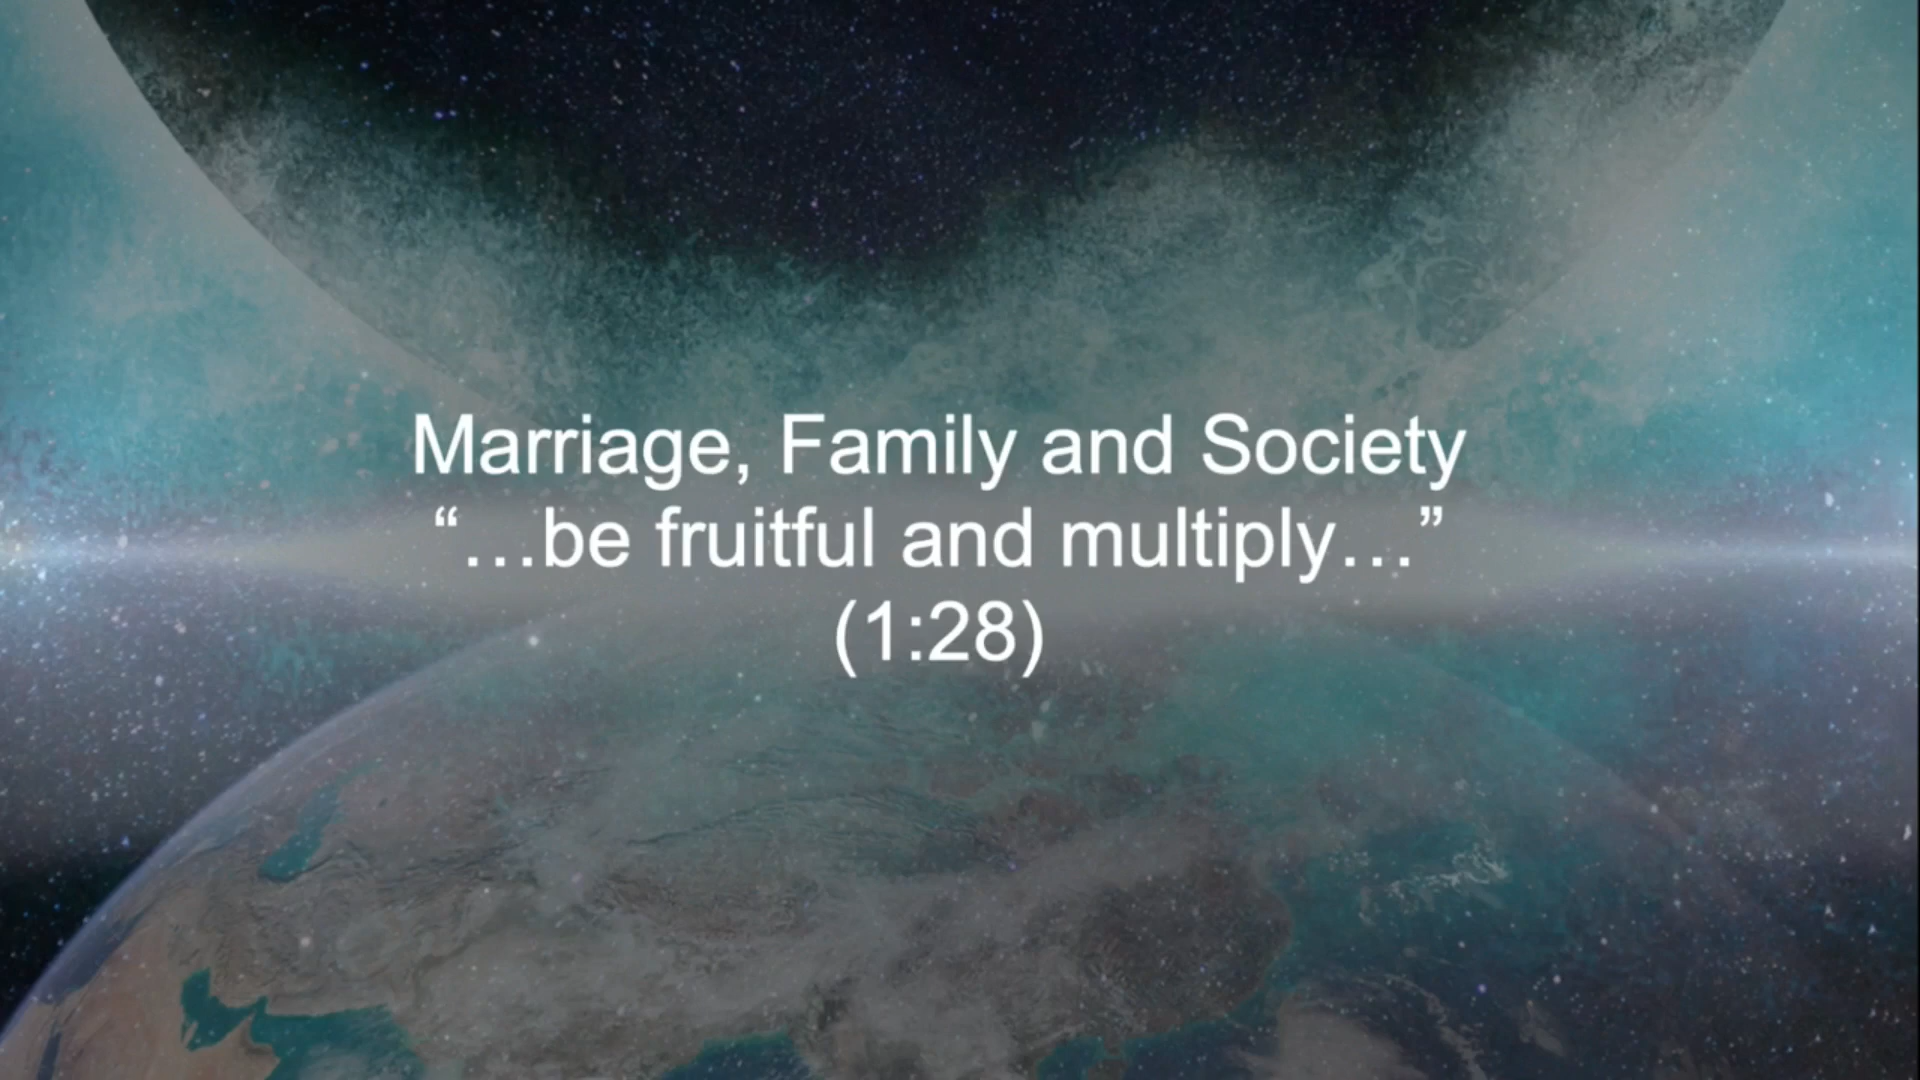 Marriage, Family and Society
“…be fruitful and multiply…”
(1:28)